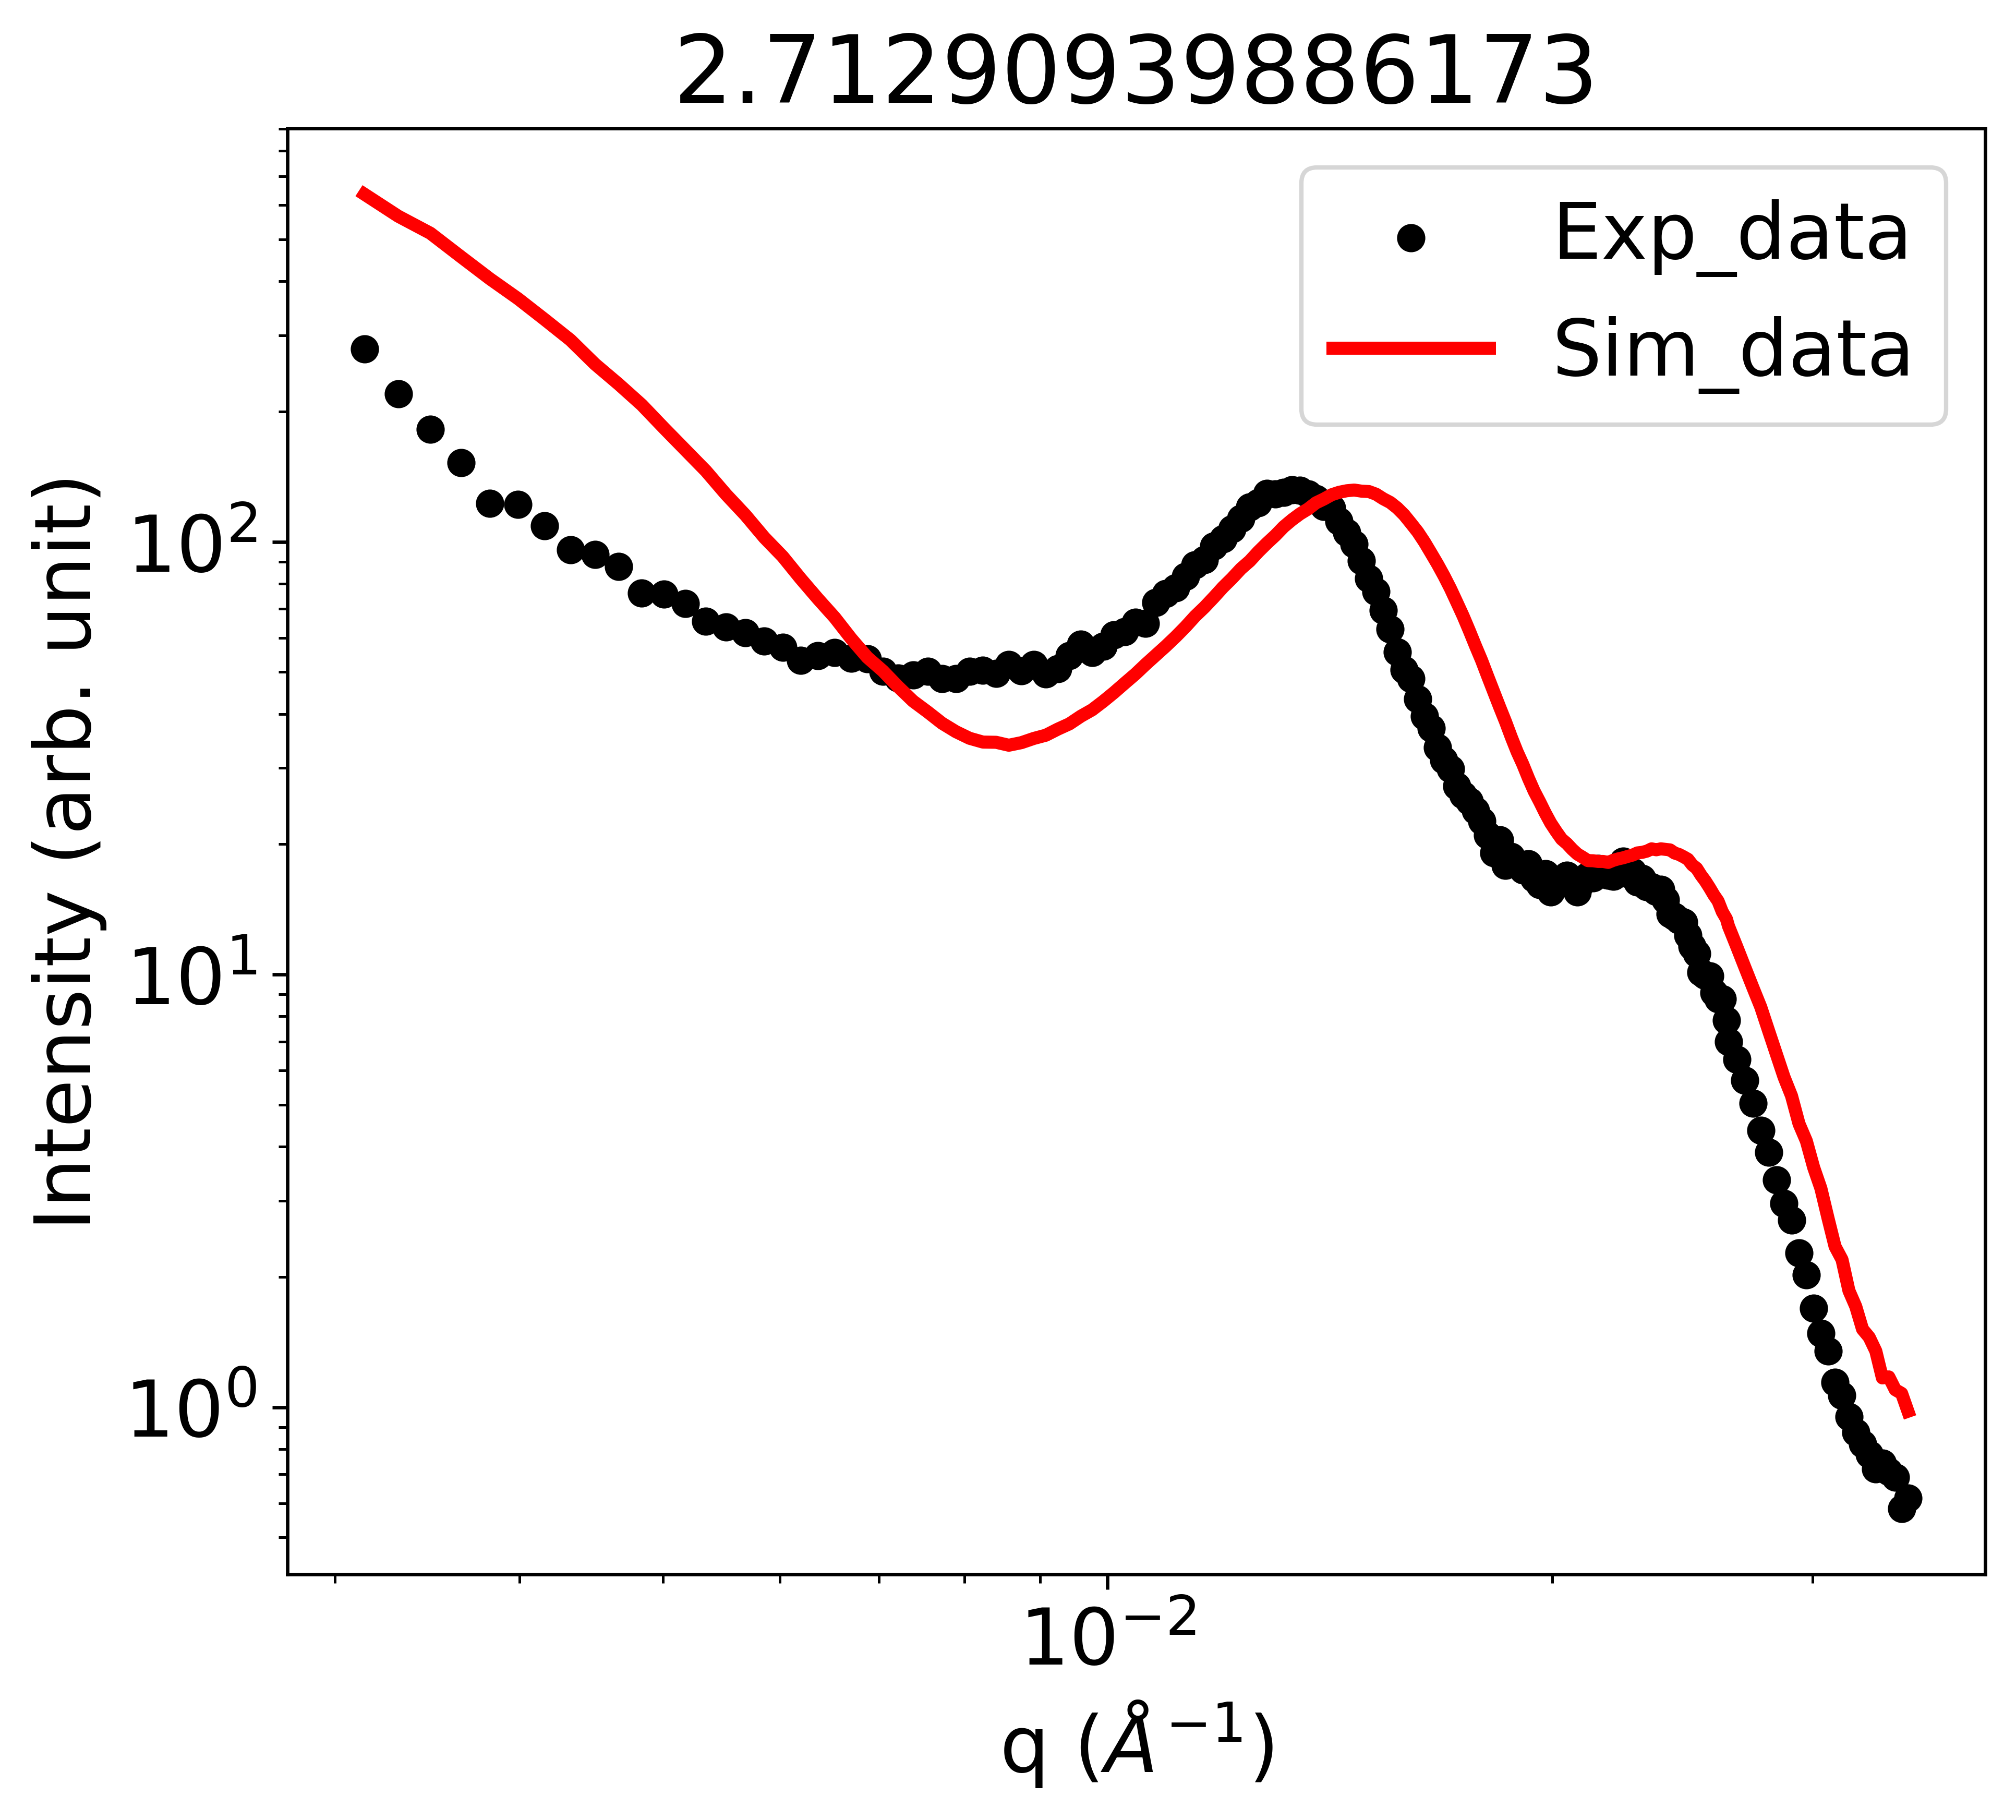 2.71290939886173
Exp_data
Sim_data
Intensity (arb. unit)
10²
10¹
10⁰
10⁻²
q (Å⁻¹)